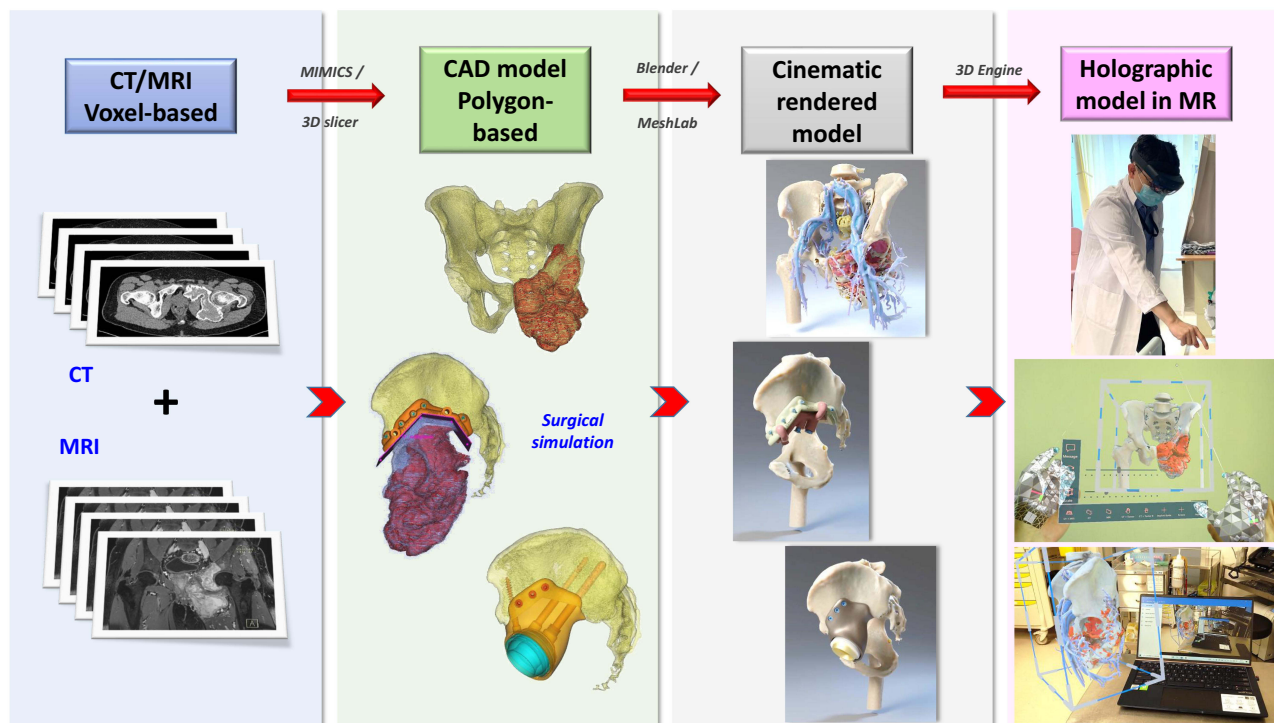 CT/MRI
Voxel-based
MIMICS /
3D slicer
CAD model
Polygon-
based
Blender /
MeshLab
Cinematic
rendered
model
3D Engine
Holographic
model in MR
CT
+
MRI
Surgical
simulation
Message
A